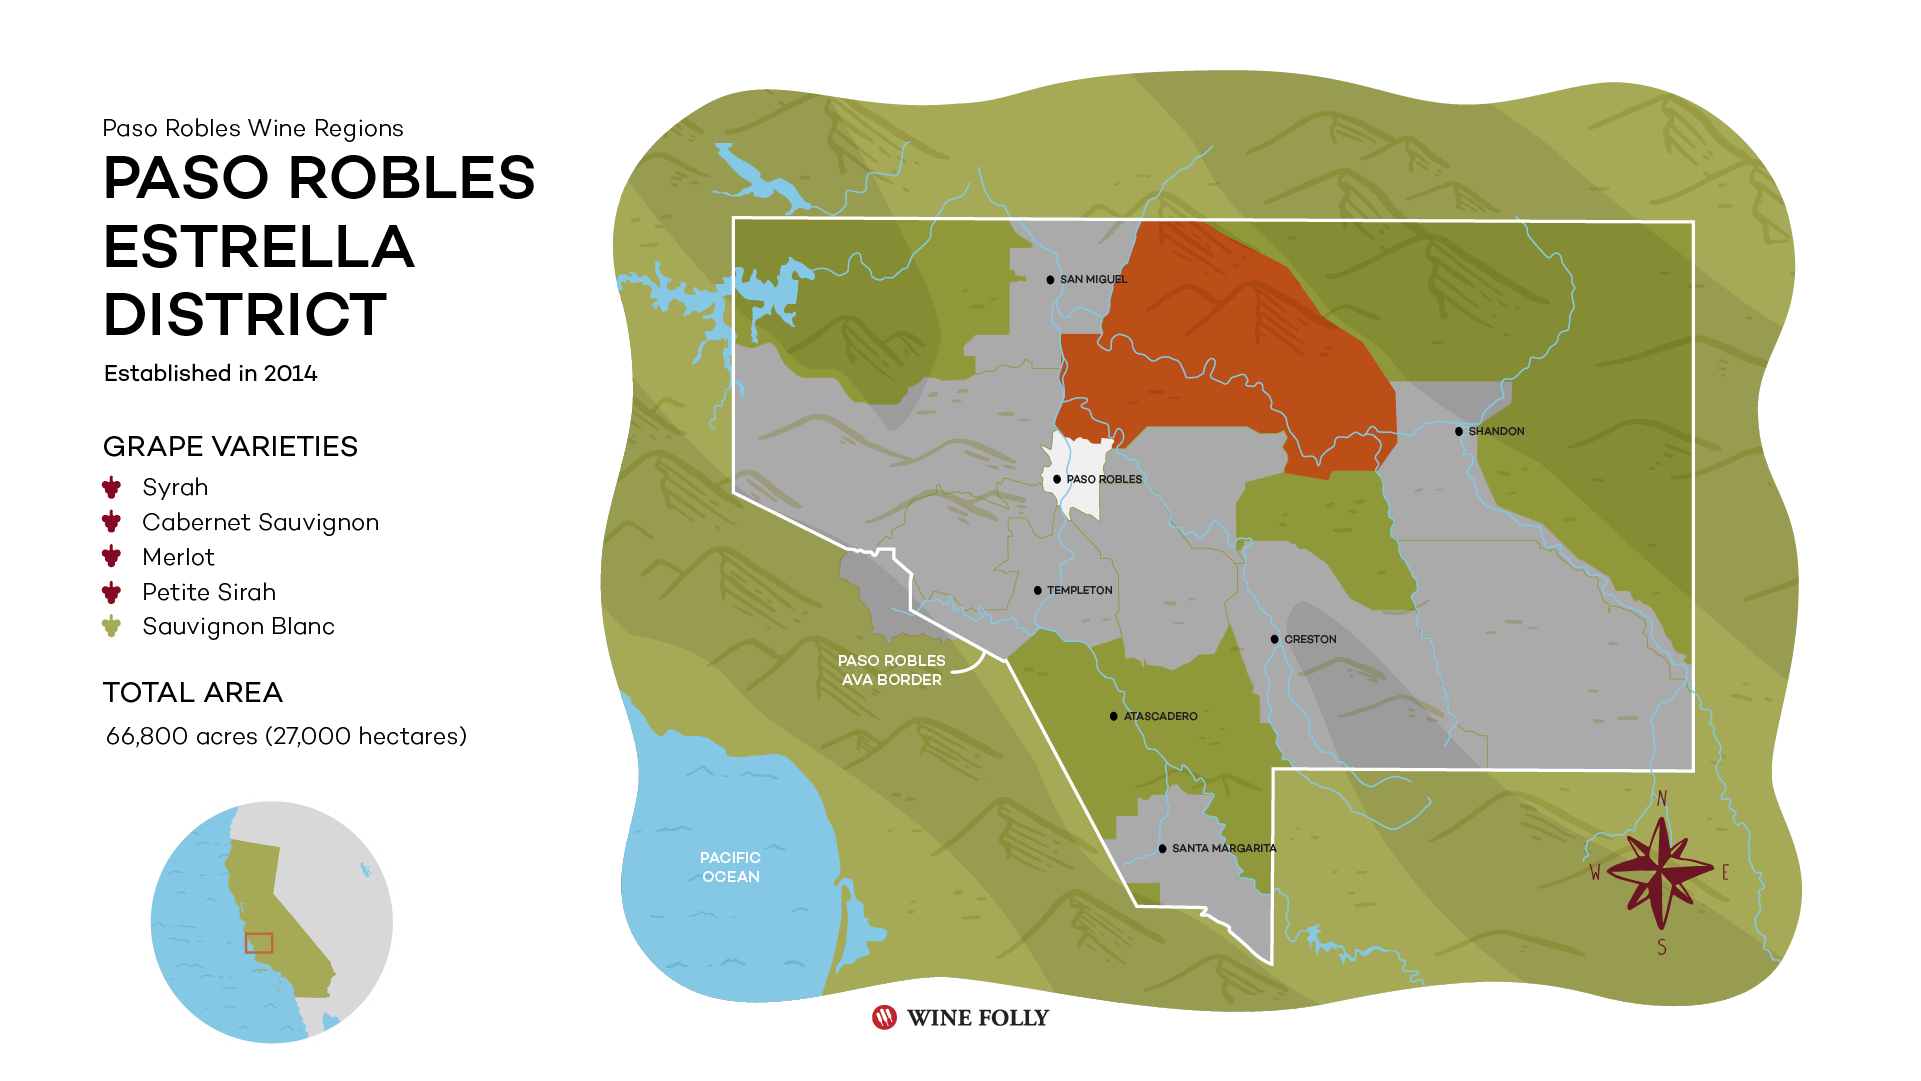 Paso Robles Wine Regions
PASO ROBLES
ESTRELLA
DISTRICT
Established in 2014
GRAPE VARIETIES
Syrah
Cabernet Sauvignon
Merlot
Petite Sirah
Sauvignon Blanc
TOTAL AREA
66,800 acres (27,000 hectares)
SAN MIGUEL
SHANDON
PASO ROBLES
TEMPLETON
CRESTON
PASO ROBLES
AVA BORDER
ATASCADERO
SANTA MARGARITA
PACIFIC
OCEAN
N
W
E
S
WINE FOLLY